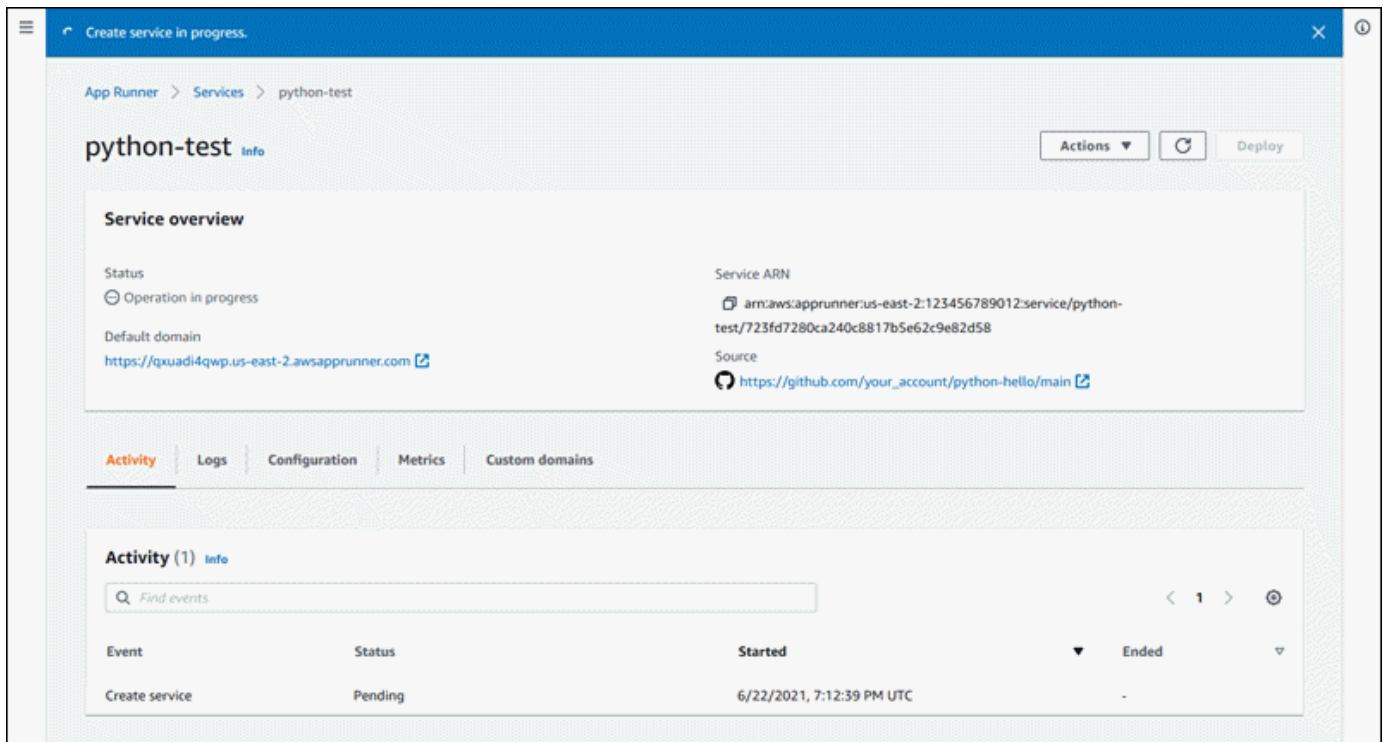 Create service in progress.
App Runner > Services > python-test
python-test Info
Actions
Deploy
Service overview
Status
Operation in progress
Default domain
https://qxuadi4qwp.us-east-2.awsapprunner.com
Service ARN
arn:aws:apprunner:us-east-2:123456789012:service/python-
test/723fd7280ca240c8817b5e62c9e82d58
Source
https://github.com/your_account/python-hello/main
Activity Logs Configuration Metrics Custom domains
Activity (1) Info
Find events
< 1 >
Event Status Started Ended
Create service Pending 6/22/2021, 7:12:39 PM UTC -